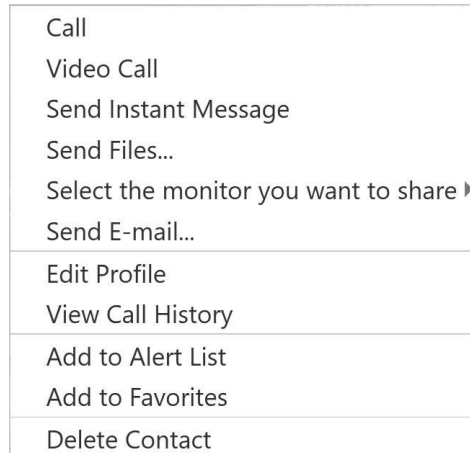 Call
Video Call
Send Instant Message
Send Files...
Select the monitor you want to share
Send E-mail...
Edit Profile
View Call History
Add to Alert List
Add to Favorites
Delete Contact